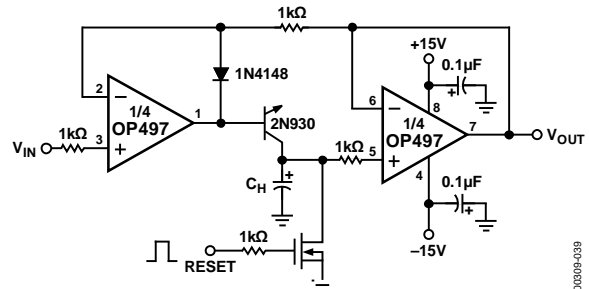 1kΩ
+15V
0.1µF
1N4148
2
6
8
1/4
OP497
1
2N930
1/4
OP497
7
VOUT
1kΩ
VIN
3
1kΩ
5
4
CH
+
0.1µF
+
1kΩ
RESET
–15V
00309-039